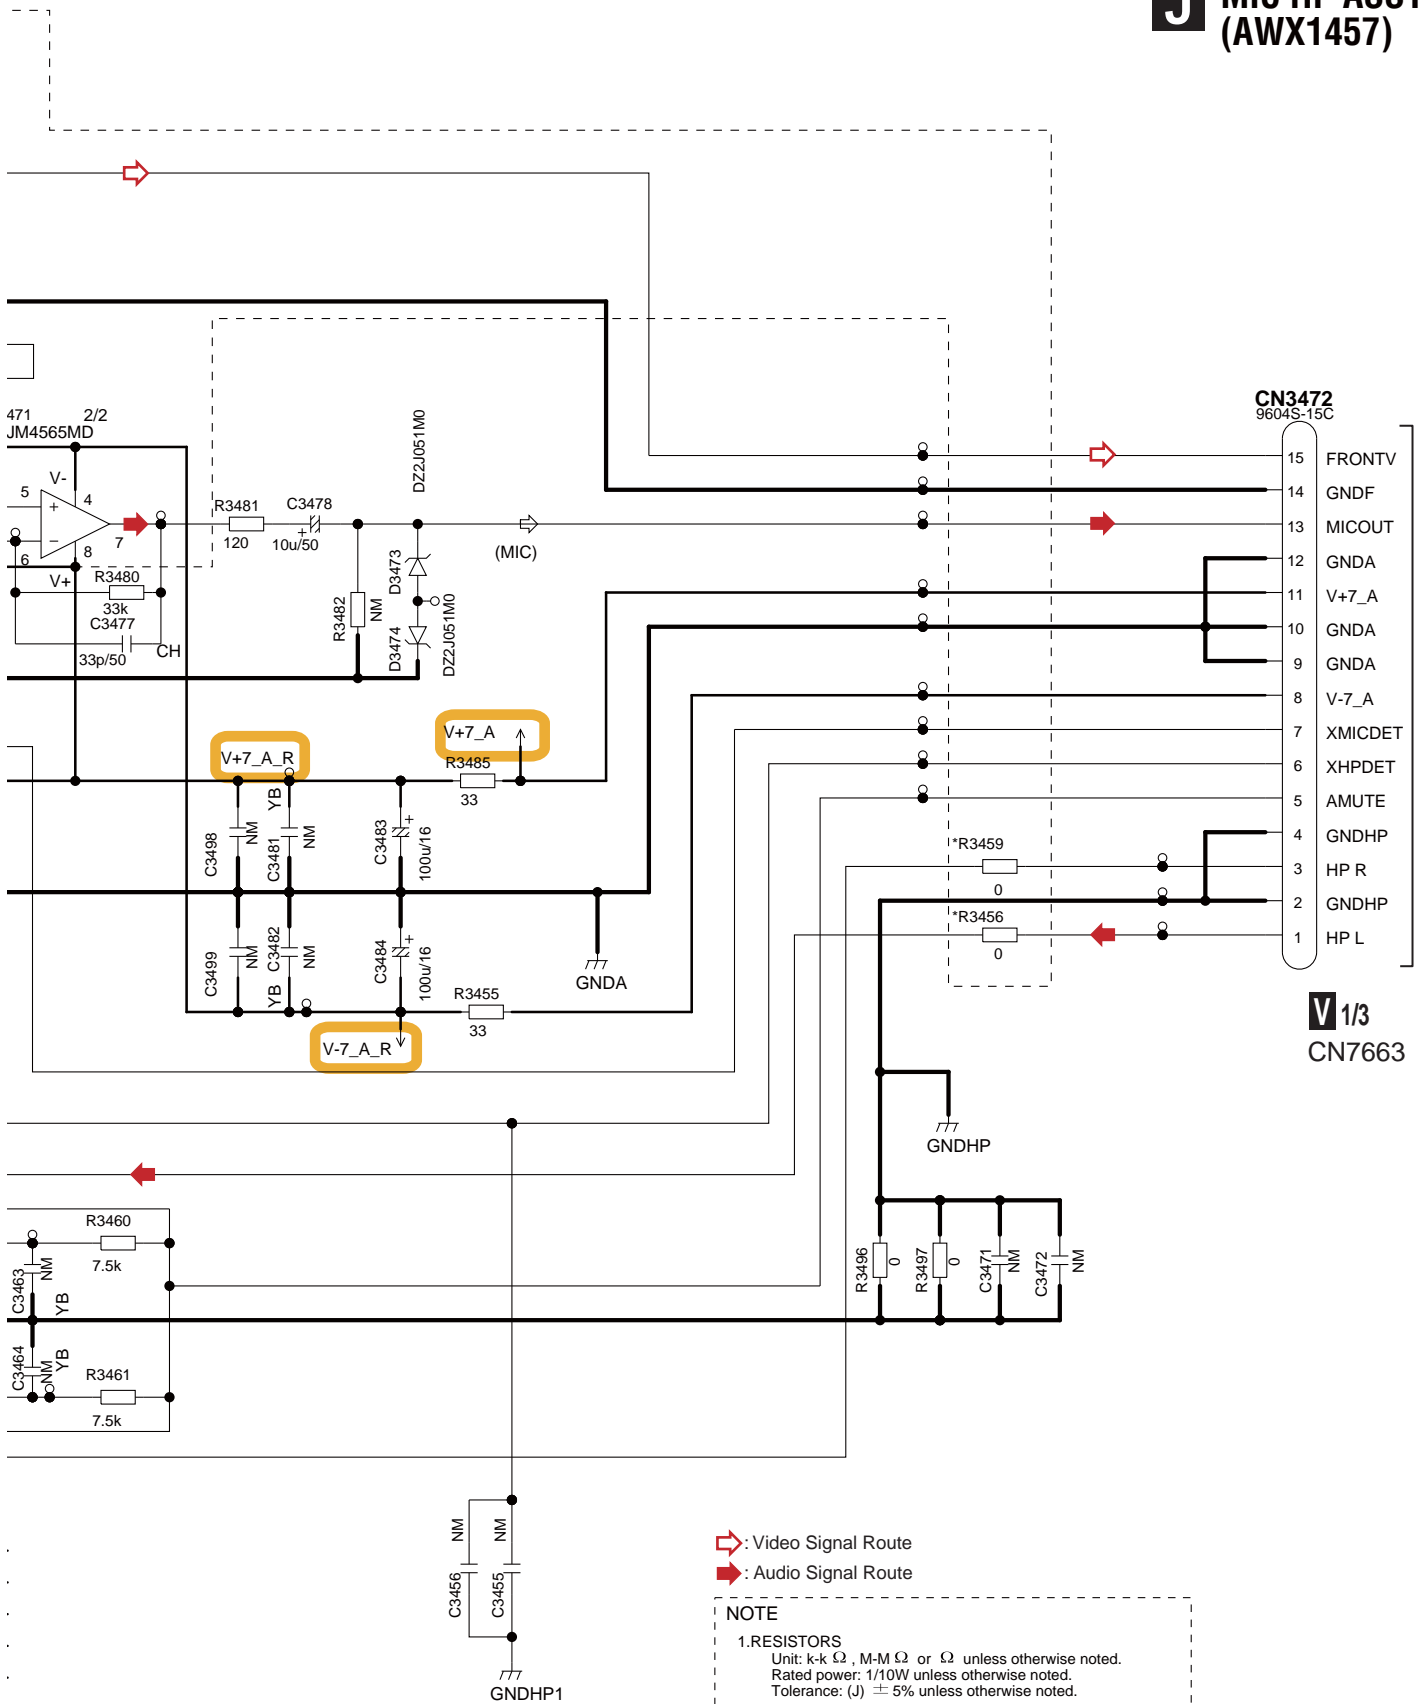 J
(AWX1457)
471
2/2
JM4565MD
V-
5
4
+
−
7
6
8
V+
R3480
33k
C3477
33p/50
CH
R3481
120
C3478
+
10u/50
R3482
NM
DZ2J051M0
D3473
D3474
DZ2J051M0
(MIC)
CN3472
9604S-15C
15 FRONTV
14 GNDF
13 MICOUT
12 GNDA
11 V+7_A
10 GNDA
9 GNDA
8 V-7_A
7 XMICDET
6 XHPDET
5 AMUTE
4 GNDHP
3 HP R
2 GNDHP
1 HP L
V 1/3
CN7663
V+7_A_R
V+7_A
R3485
33
C3498
NM
YB
C3481
NM
C3483
+
100u/16
C3499
NM
YB
C3482
NM
C3484
+
100u/16
GNDA
R3455
33
V-7_A_R
*R3459
0
*R3456
0
GNDHP
R3496
0
R3497
0
C3471
NM
C3472
NM
R3460
7.5k
C3463
NM
YB
C3464
NM
YB
R3461
7.5k
C3456
NM
C3455
NM
GNDHP1
: Video Signal Route
: Audio Signal Route
NOTE
1.RESISTORS
Unit: k-k Ω , M-M Ω or Ω unless otherwise noted.
Rated power: 1/10W unless otherwise noted.
Tolerance: (J) ± 5% unless otherwise noted.